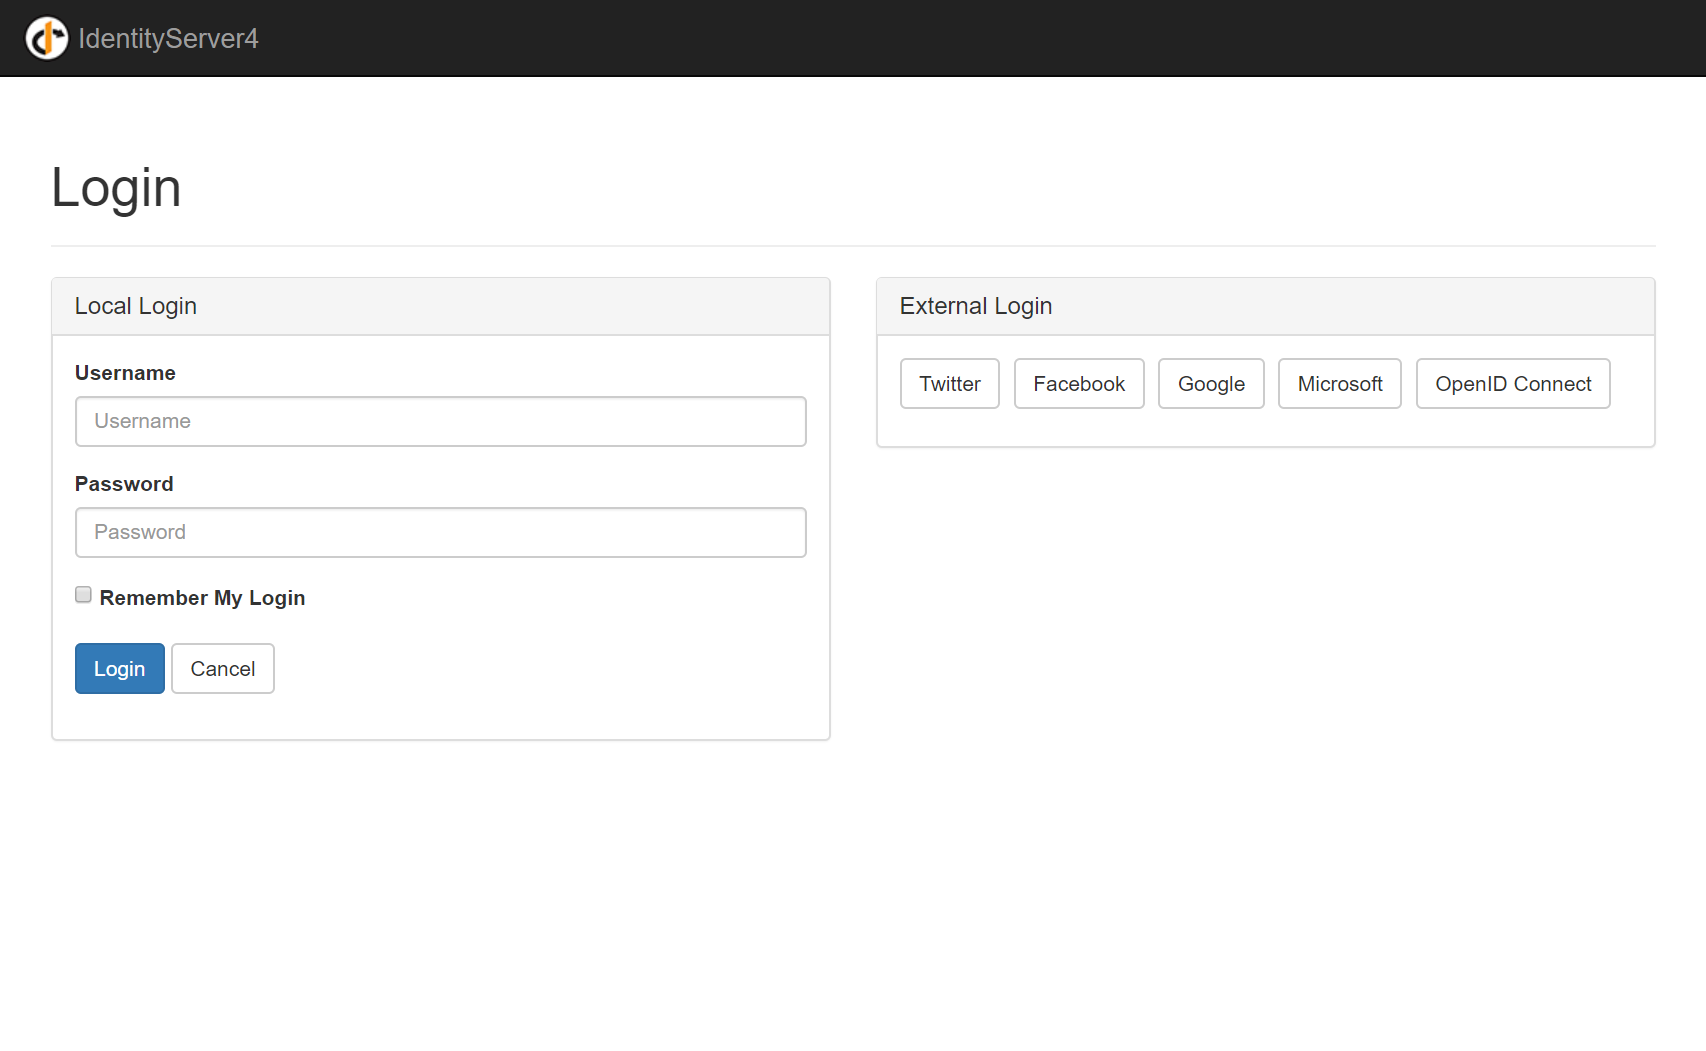 IdentityServer4
Login
Local Login
Username
Username
Password
Password
Remember My Login
Login Cancel
External Login
Twitter Facebook Google Microsoft OpenID Connect